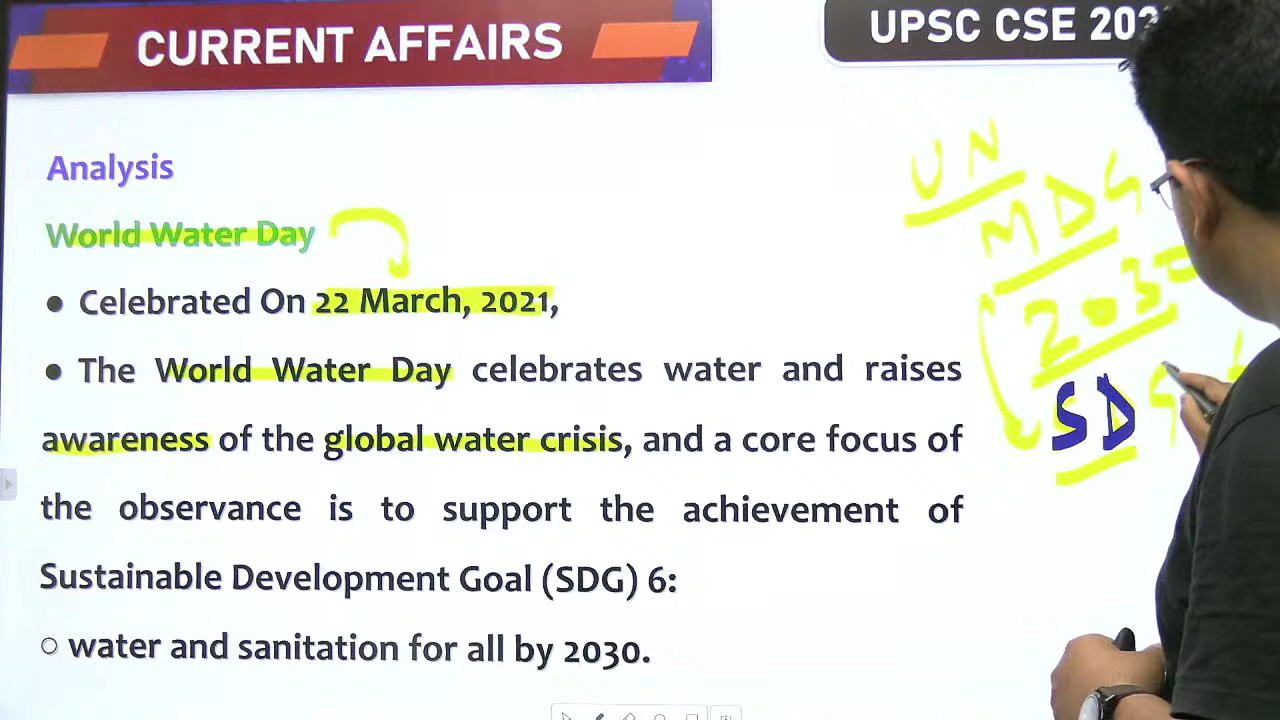 CURRENT AFFAIRS
UPSC CSE 202
Analysis
World Water Day
● Celebrated On 22 March, 2021,
● The World Water Day celebrates water and raises
awareness of the global water crisis, and a core focus of
the observance is to support the achievement of
Sustainable Development Goal (SDG) 6:
○ water and sanitation for all by 2030.
UN
MDG
2030
SDG